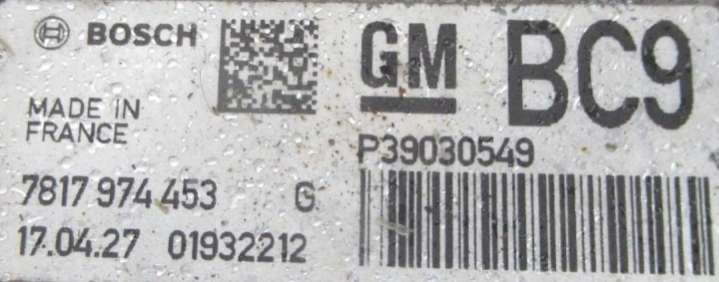 BOSCH
MADE IN
FRANCE
7817 974 453 G
17.04.27 01932212
GM
BC9
P39030549